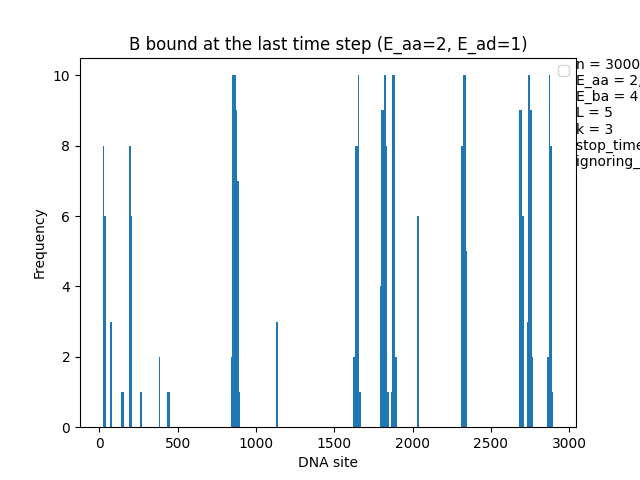 B bound at the last time step (E_aa=2, E_ad=1)
n = 3000
E_aa = 2,
E_ba = 4
L = 5
k = 3
stop_time
ignoring_
10
8
6
4
2
0
Frequency
0 500 1000 1500 2000 2500 3000
DNA site